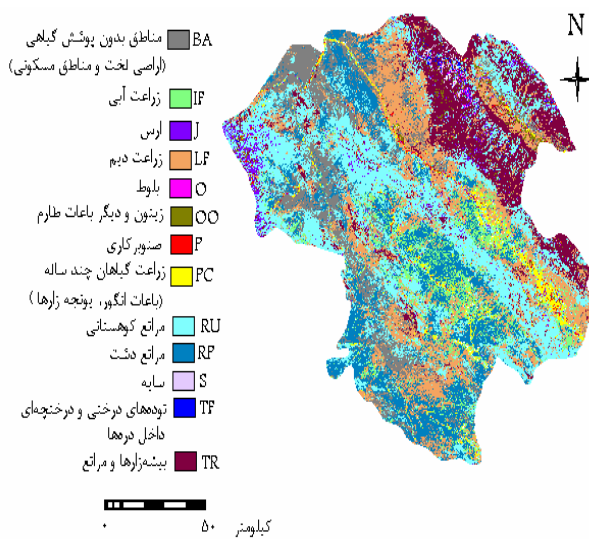 مناطق بدون پوشش گیاهی BA
(اراضی لخت و مناطق مسکونی)
زراعت آبی IF
ارس J
زراعت دیم LF
بلوط O
زیتون و دیگر باغات طارم OO
صنوبرکاری P
زراعت گیاهان چند ساله PC
(باغات انگور، یونجه زارها)
مراتع کوهستانی RU
مراتع دشت RP
سایه S
توده‌های درختی و درختچه‌ای TF
داخل دره‌ها
بیشه‌زارها و مراتع TR
۰ ۵۰ کیلومتر
N